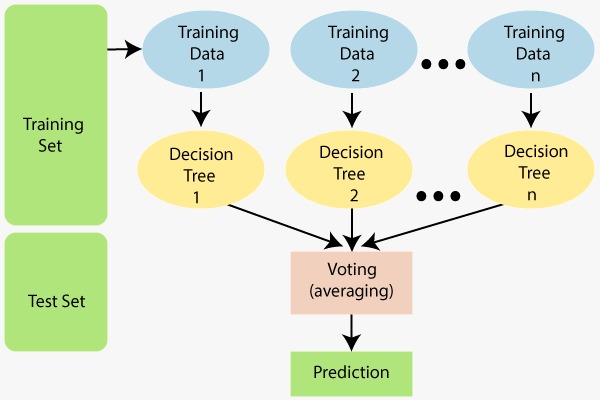 Training
Set
Training
Data
1
Training
Data
2
Training
Data
n
Decision
Tree
1
Decision
Tree
2
Decision
Tree
n
Test Set
Voting
(averaging)
Prediction